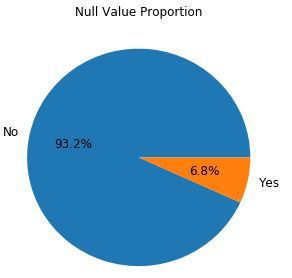 Null Value Proportion
No
93.2%
6.8%
Yes